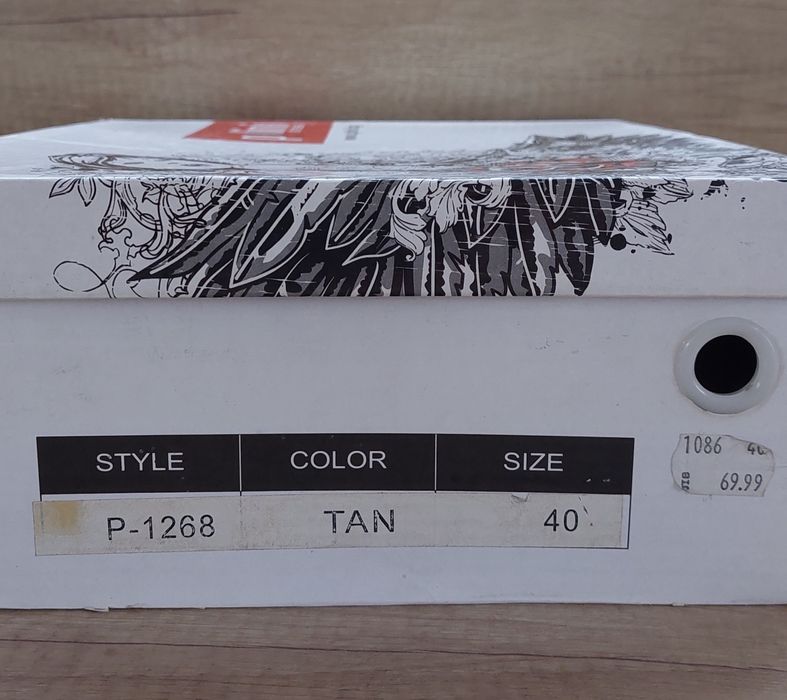 STYLE COLOR SIZE
P-1268 TAN 40
1086
69.99